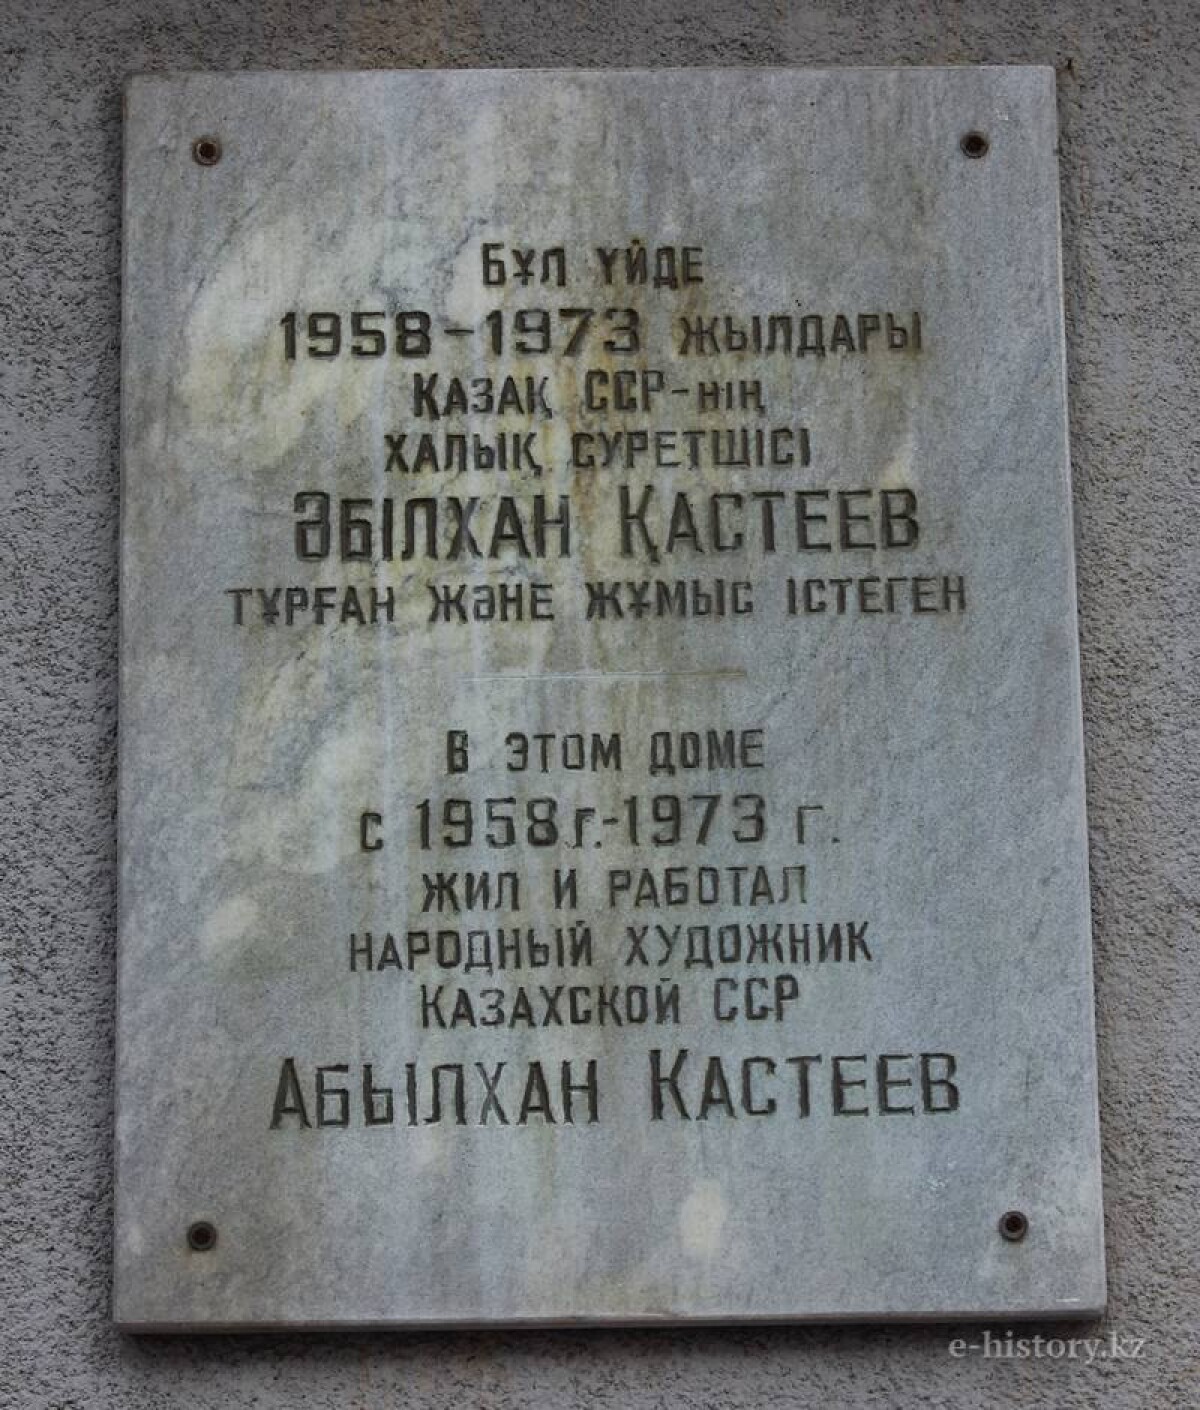 Бұл үйде
1958-1973 жылдары
Қазақ ССР-нің
халық суретшісі
Әбілхан Қастеев
тұрған және жұмыс істеген
В этом доме
с 1958 г.-1973 г.
жил и работал
народный художник
Казахской ССР
Абылхан Кастеев
e-history.kz